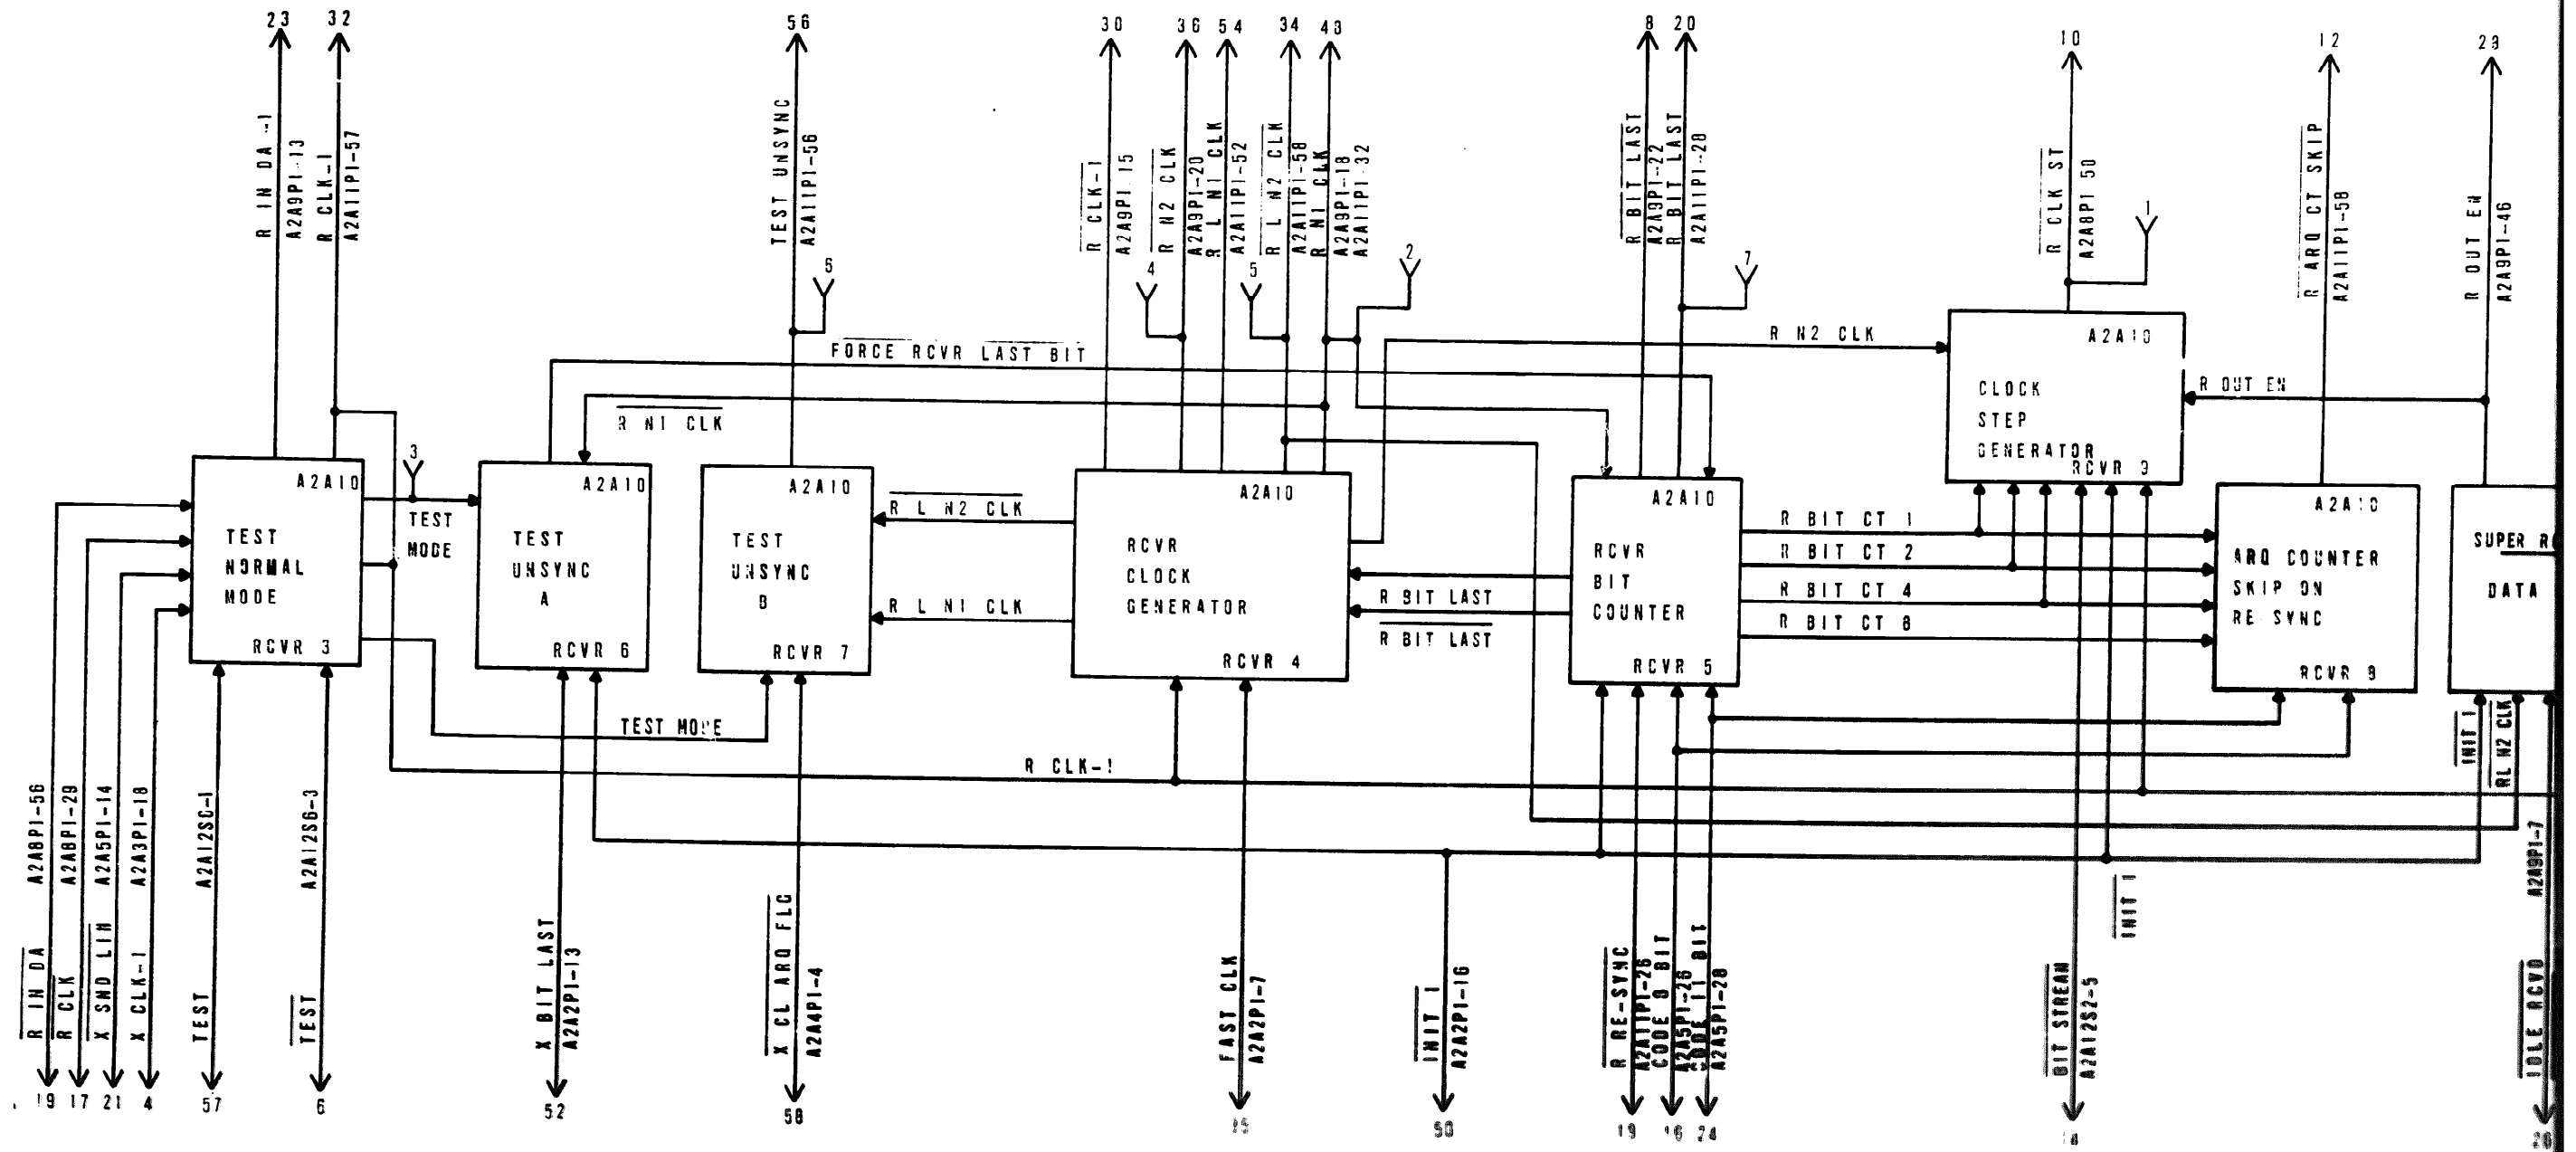 23 32
56
30
36 54
34 43
8 20
10
12
23
R IN DA-1
A2A9P1-13
R CLK-1
A2A11P1-57
TEST UNSYNC
A2A11P1-56
R CLK-1
A2A9P1-15
R N2 CLK
A2A9P1-20
R L N1 CLK
A2A11P1-52
R L N2 CLK
A2A11P1-58
R N1 CLK
A2A9P1-18
A2A11P1-32
R BIT LAST
A2A9P1-22
R BIT LAST
A2A11P1-28
R CLK ST
A2A8P1 50
R ARQ CT SKIP
A2A11P1-58
R OUT EN
A2A9P1-46
6
4
5
2
7
1
3
FORCE RCVR LAST BIT
R N1 CLK
R N2 CLK
R OUT EN
A2A10
TEST
NORMAL
MODE
RCVR 3
TEST
MODE
A2A10
TEST
UNSYNC
A
RCVR 6
A2A10
TEST
UNSYNC
B
RCVR 7
R L N2 CLK
R L N1 CLK
A2A10
RCVR
CLOCK
GENERATOR
RCVR 4
R BIT LAST
R BIT LAST
A2A10
RCVR
BIT
COUNTER
RCVR 5
R BIT CT 1
R BIT CT 2
R BIT CT 4
R BIT CT 8
A2A10
CLOCK
STEP
GENERATOR
RCVR 9
A2A10
ARQ COUNTER
SKIP ON
RE SYNC
RCVR 8
SUPER
DATA
TEST MODE
R CLK-1
INIT 1
RL N2 CLK
R IN DA A2A8P1-56
R CLK A2A8P1-29
X SND LIN A2A5P1-14
X CLK-1 A2A3P1-18
TEST A2A12S6-1
TEST A2A12S6-3
X BIT LAST
A2A2P1-13
X CL ARQ FLG
A2A4P1-4
FAST CLK
A2A2P1-7
INIT 1
A2A2P1-16
R RE-SYNC
A2A11P1-26
CODE 8 BIT
A2A5P1-26
CODE 11 BIT
A2A5P1-28
BIT STREAM
A2A12S2-5
INIT 1
IDLE RCVD
A2A9P1-7
19 17 21 4 57 6
52
58
15
50
19 16 24